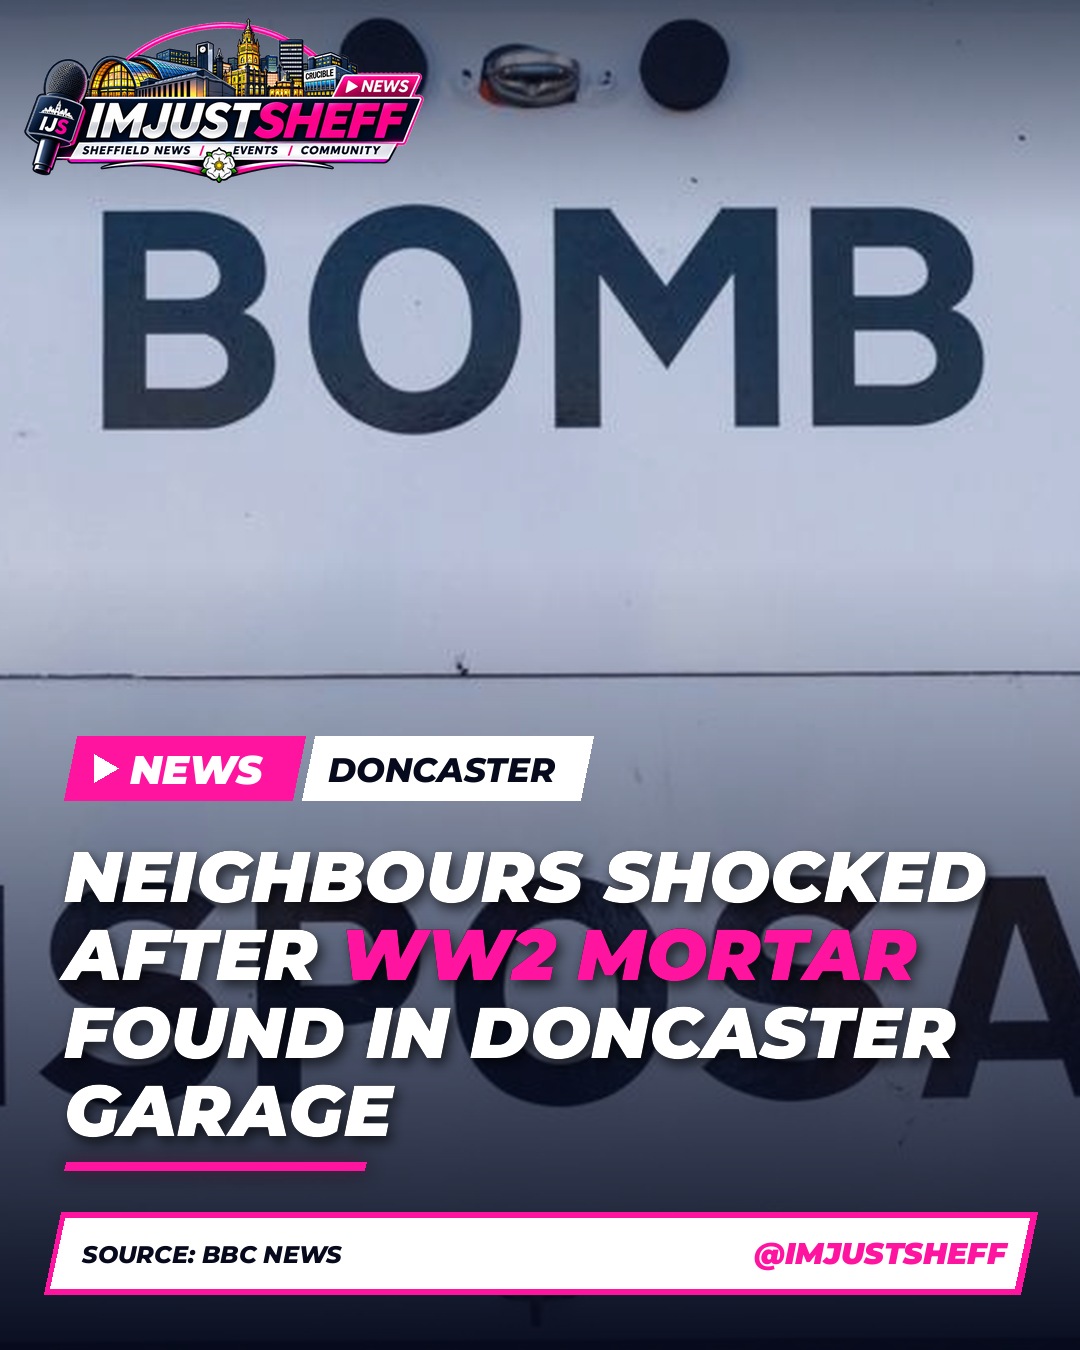 CRUCIBLE
NEWS
IJS
IMJUSTSHEFF
SHEFFIELD NEWS / EVENTS / COMMUNITY
BOMB
NEWS
DONCASTER
ISPOSA
NEIGHBOURS SHOCKED
AFTER WW2 MORTAR
FOUND IN DONCASTER
GARAGE
SOURCE: BBC NEWS
@IMJUSTSHEFF